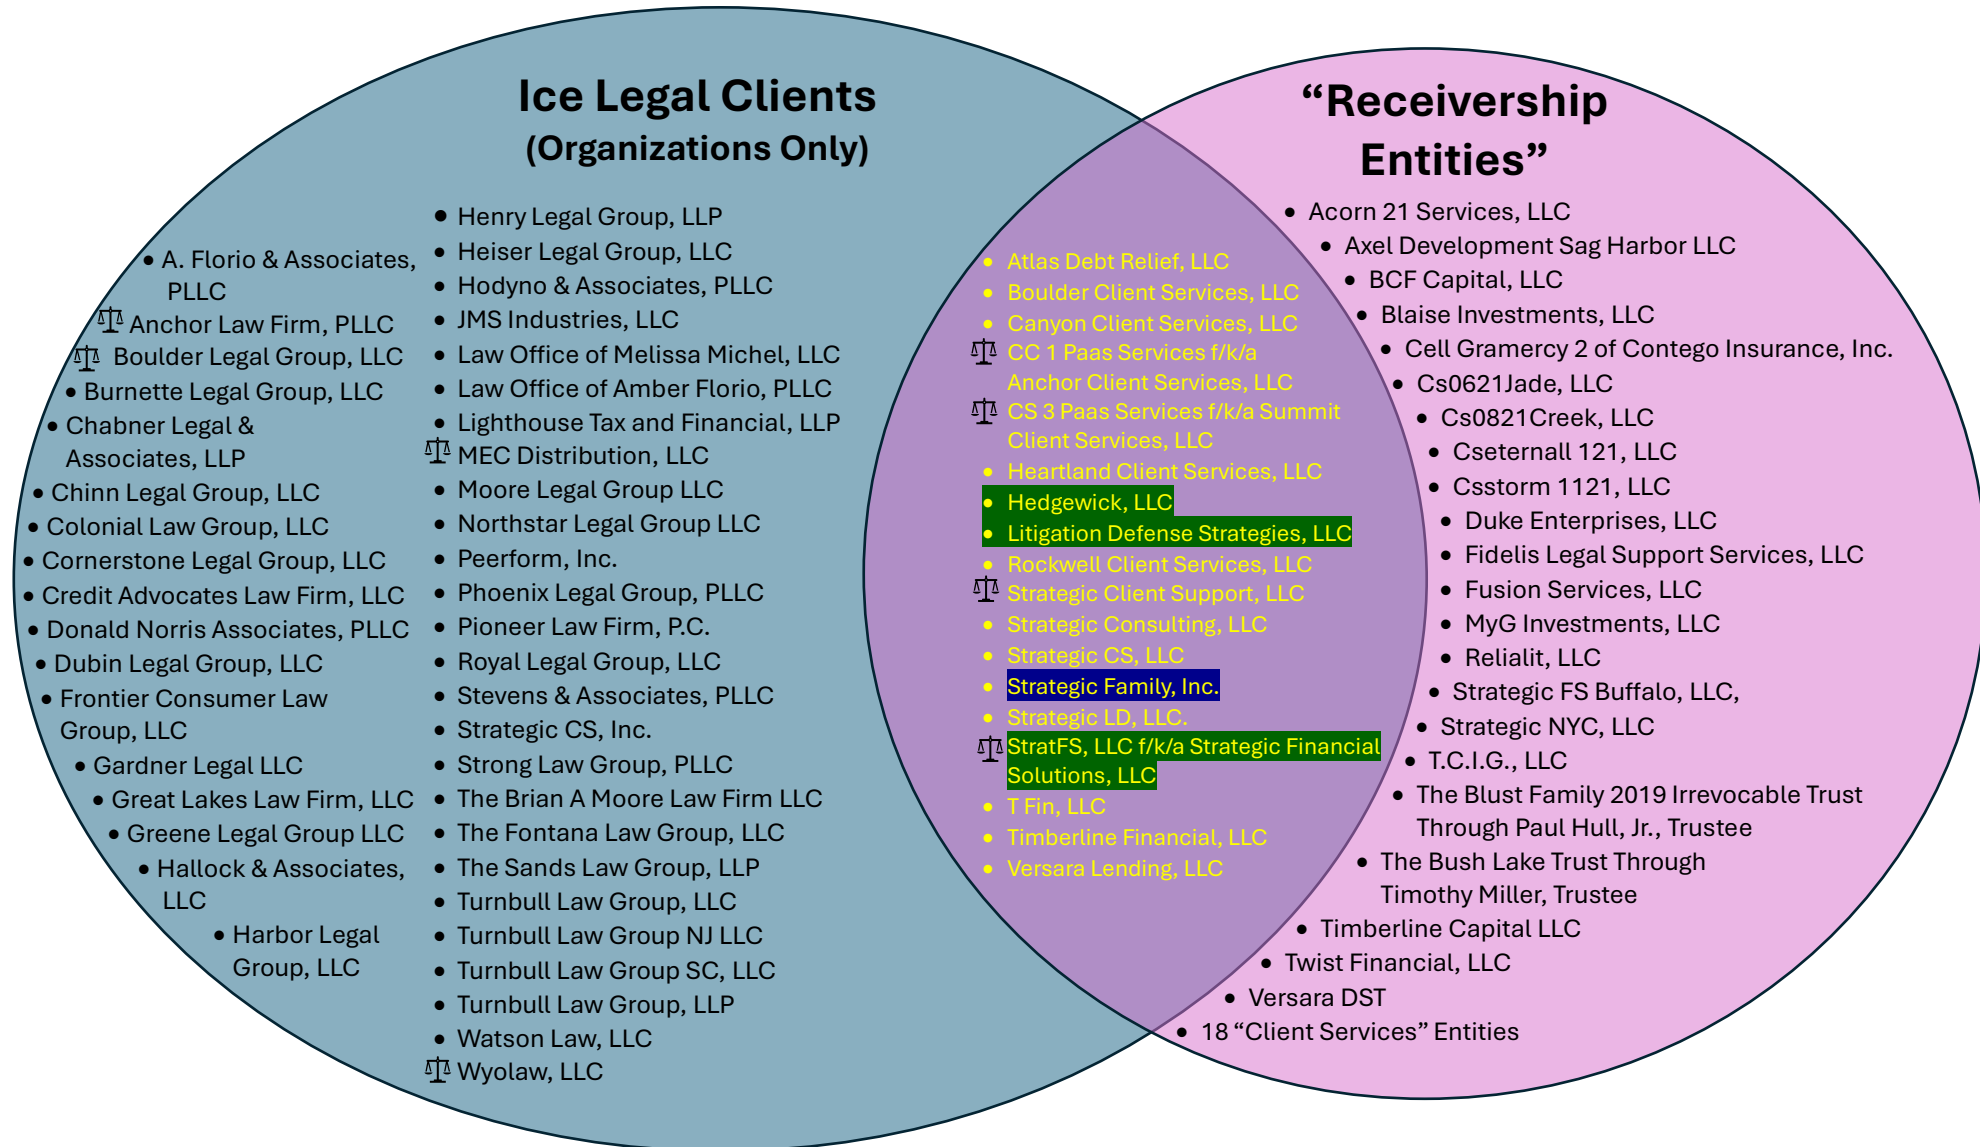 Ice Legal Clients
(Organizations Only)
• A. Florio & Associates,
PLLC
Anchor Law Firm, PLLC
Boulder Legal Group, LLC
• Burnette Legal Group, LLC
• Chabner Legal &
Associates, LLP
• Chinn Legal Group, LLC
• Colonial Law Group, LLC
• Cornerstone Legal Group, LLC
• Credit Advocates Law Firm, LLC
• Donald Norris Associates, PLLC
• Dubin Legal Group, LLC
• Frontier Consumer Law
Group, LLC
• Gardner Legal LLC
• Great Lakes Law Firm, LLC
• Greene Legal Group LLC
• Hallock & Associates,
LLC
• Harbor Legal
Group, LLC
• Henry Legal Group, LLP
• Heiser Legal Group, LLC
• Hodyno & Associates, PLLC
• JMS Industries, LLC
• Law Office of Melissa Michel, LLC
• Law Office of Amber Florio, PLLC
• Lighthouse Tax and Financial, LLP
MEC Distribution, LLC
• Moore Legal Group LLC
• Northstar Legal Group LLC
• Peerform, Inc.
• Phoenix Legal Group, PLLC
• Pioneer Law Firm, P.C.
• Royal Legal Group, LLC
• Stevens & Associates, PLLC
• Strategic CS, Inc.
• Strong Law Group, PLLC
• The Brian A Moore Law Firm LLC
• The Fontana Law Group, LLC
• The Sands Law Group, LLP
• Turnbull Law Group, LLC
• Turnbull Law Group NJ LLC
• Turnbull Law Group SC, LLC
• Turnbull Law Group, LLP
• Watson Law, LLC
Wyolaw, LLC
• Atlas Debt Relief, LLC
• Boulder Client Services, LLC
• Canyon Client Services, LLC
CC 1 Paas Services f/k/a
Anchor Client Services, LLC
CS 3 Paas Services f/k/a Summit
Client Services, LLC
• Heartland Client Services, LLC
• Hedgewick, LLC
• Litigation Defense Strategies, LLC
• Rockwell Client Services, LLC
Strategic Client Support, LLC
• Strategic Consulting, LLC
• Strategic CS, LLC
• Strategic Family, Inc.
• Strategic LD, LLC.
StratFS, LLC f/k/a Strategic Financial
Solutions, LLC
• T Fin, LLC
• Timberline Financial, LLC
• Versara Lending, LLC
“Receivership
Entities”
• Acorn 21 Services, LLC
• Axel Development Sag Harbor LLC
• BCF Capital, LLC
• Blaise Investments, LLC
• Cell Gramercy 2 of Contego Insurance, Inc.
• Cs0621Jade, LLC
• Cs0821Creek, LLC
• Cseternall 121, LLC
• Csstorm 1121, LLC
• Duke Enterprises, LLC
• Fidelis Legal Support Services, LLC
• Fusion Services, LLC
• MyG Investments, LLC
• Relialit, LLC
• Strategic FS Buffalo, LLC,
• Strategic NYC, LLC
• T.C.I.G., LLC
• The Blust Family 2019 Irrevocable Trust
Through Paul Hull, Jr., Trustee
• The Bush Lake Trust Through
Timothy Miller, Trustee
• Timberline Capital LLC
• Twist Financial, LLC
• Versara DST
• 18 “Client Services” Entities